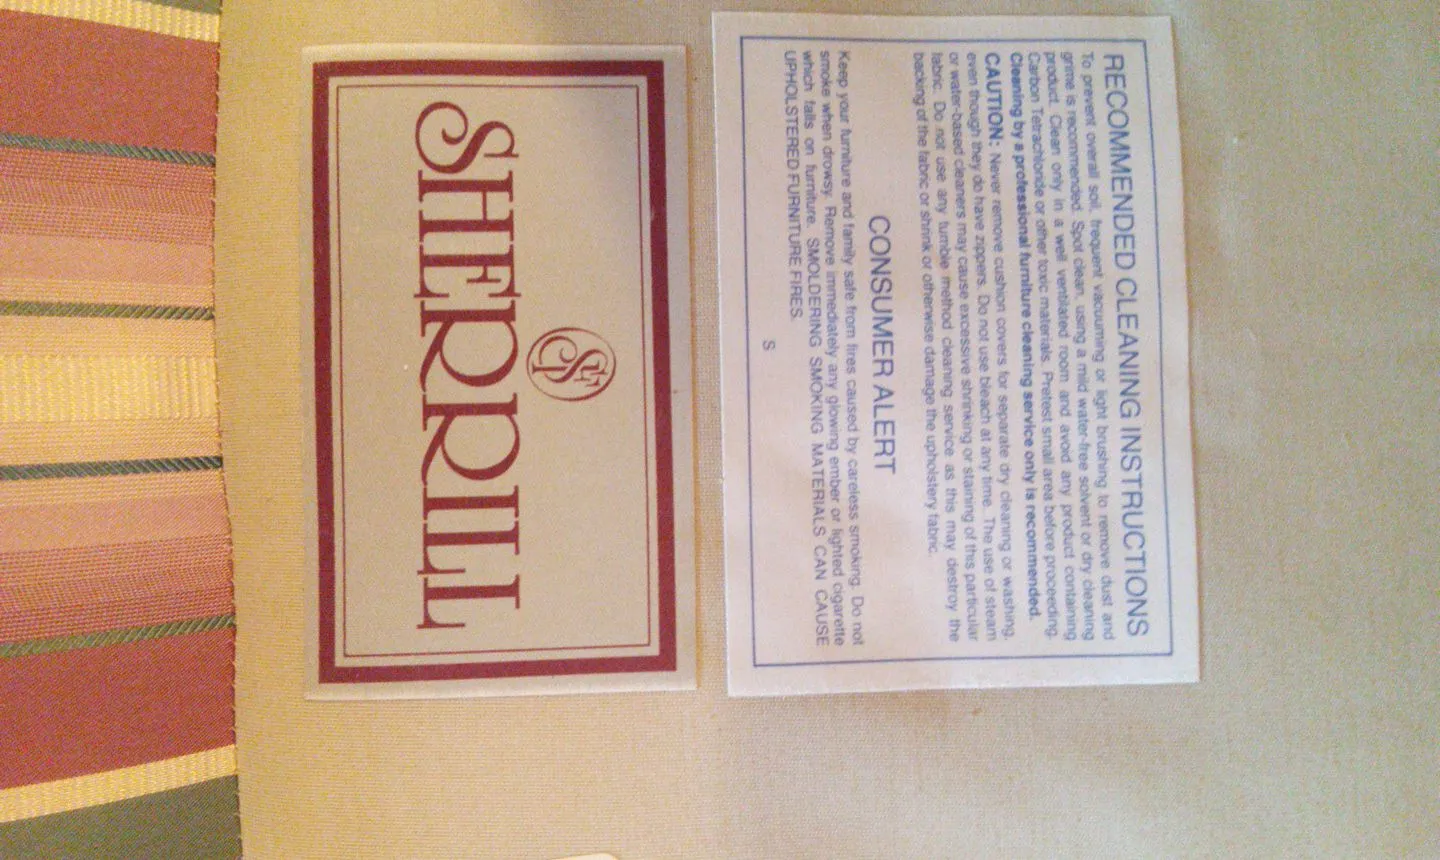 RECOMMENDED CLEANING INSTRUCTIONS
To prevent overall soil, frequent vacuuming or light brushing to remove dust and
grime is recommended. Spot clean, using a mild water-free solvent or dry cleaning
product. Clean only in a well ventilated room and avoid any product containing
Carbon Tetrachloride or other toxic materials. Pretest small area before proceeding.
Cleaning by a professional furniture cleaning service only is recommended.
CAUTION: Never remove cushion covers for separate dry cleaning or washing
even though they do have zippers. Do not use bleach at any time. The use of steam
or water-based cleaners may cause excessive shrinking or staining of this particular
fabric. Do not use any tumble method cleaning service as this may destroy the
backing of the fabric or shrink or otherwise damage the upholstery fabric.
CONSUMER ALERT
Keep your furniture and family safe from fires caused by careless smoking. Do not
smoke when drowsy. Remove immediately any glowing ember or lighted cigarette
which falls on furniture. SMOLDERING SMOKING MATERIALS CAN CAUSE
UPHOLSTERED FURNITURE FIRES.
S
SHERRILL